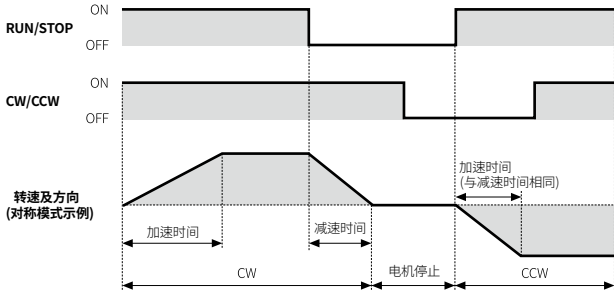 ON
RUN/STOP
OFF
ON
CW/CCW
OFF
加速时间
(与减速时间相同)
转速及方向
(对称模式示例)
加速时间
减速时间
CW
电机停止
CCW